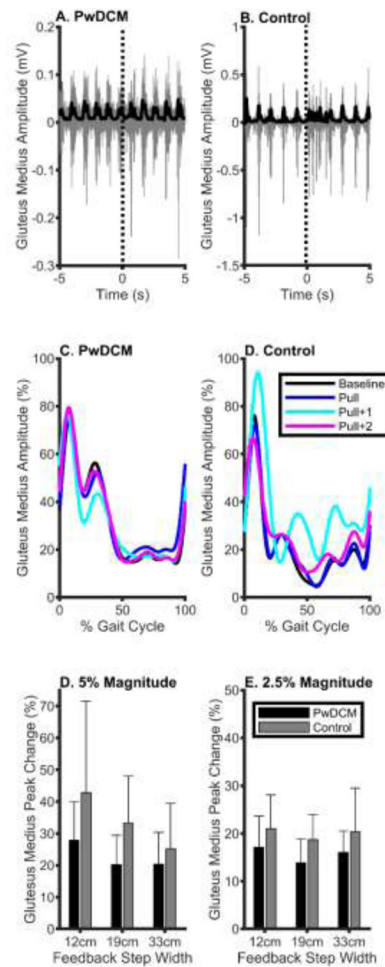 A. PwDCM
B. Control
Gluteus Medius Amplitude (mV)
0.2
0.1
0
-0.1
-0.2
-0.3
-5 0 5
Time (s)
Gluteus Medius Amplitude (mV)
1
0.5
0
-0.5
-1
-1.5
-5 0 5
Time (s)
C. PwDCM
D. Control
Gluteus Medius Amplitude (%)
100
80
60
40
20
0
0 50 100
% Gait Cycle
Gluteus Medius Amplitude (%)
100
80
60
40
20
0
0 50 100
% Gait Cycle
Baseline
Pull
Pull+1
Pull+2
D. 5% Magnitude
E. 2.5% Magnitude
Glutesus Medius Peak Change (%)
70
60
50
40
30
20
10
0
12cm 19cm 33cm
Feedback Step Width
Gluteus Medius Peak Change (%)
50
40
30
20
10
0
12cm 19cm 33cm
Feedback Step Width
PwDCM
Control